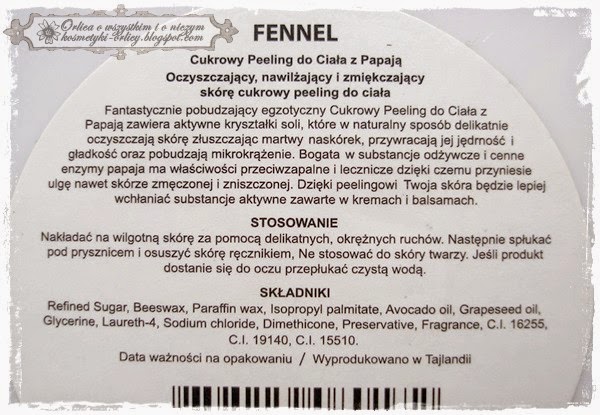 Orlica o wszystkim i o niczym
kosmetyki-orlicy.blogspot.com
FENNEL
Cukrowy Peeling do Ciała z Papają
Oczyszczający, nawilżający i zmiękczający
skórę cukrowy peeling do ciała
Fantastycznie pobudzający egzotyczny Cukrowy Peeling do Ciała z
Papają zawiera aktywne kryształki soli, które w naturalny sposób delikatnie
oczyszczają skórę złuszczając martwy naskórek, przywracają jej jędrność i
gładkość oraz pobudzają mikrokrążenie. Bogata w substancje odżywcze i cenne
enzymy papaja ma właściwości przeciwzapalne i lecznicze dzięki czemu przyniesie
ulgę nawet skórze zmęczonej i zniszczonej. Dzięki peelingowi Twoja skóra będzie lepiej
wchłaniać substancje aktywne zawarte w kremach i balsamach.
STOSOWANIE
Nakładać na wilgotną skórę za pomocą delikatnych, okrężnych ruchów. Następnie spłukać
pod prysznicem i osuszyć skórę ręcznikiem, Ne stosować do skóry twarzy. Jeśli produkt
dostanie się do oczu przepłukać czystą wodą.
SKŁADNIKI
Refined Sugar, Beeswax, Paraffin wax, Isopropyl palmitate, Avocado oil, Grapeseed oil,
Glycerine, Laureth-4, Sodium chloride, Dimethicone, Preservative, Fragrance, C.I. 16255,
C.I. 19140, C.I. 15510.
Data ważności na opakowaniu / Wyprodukowano w Tajlandii